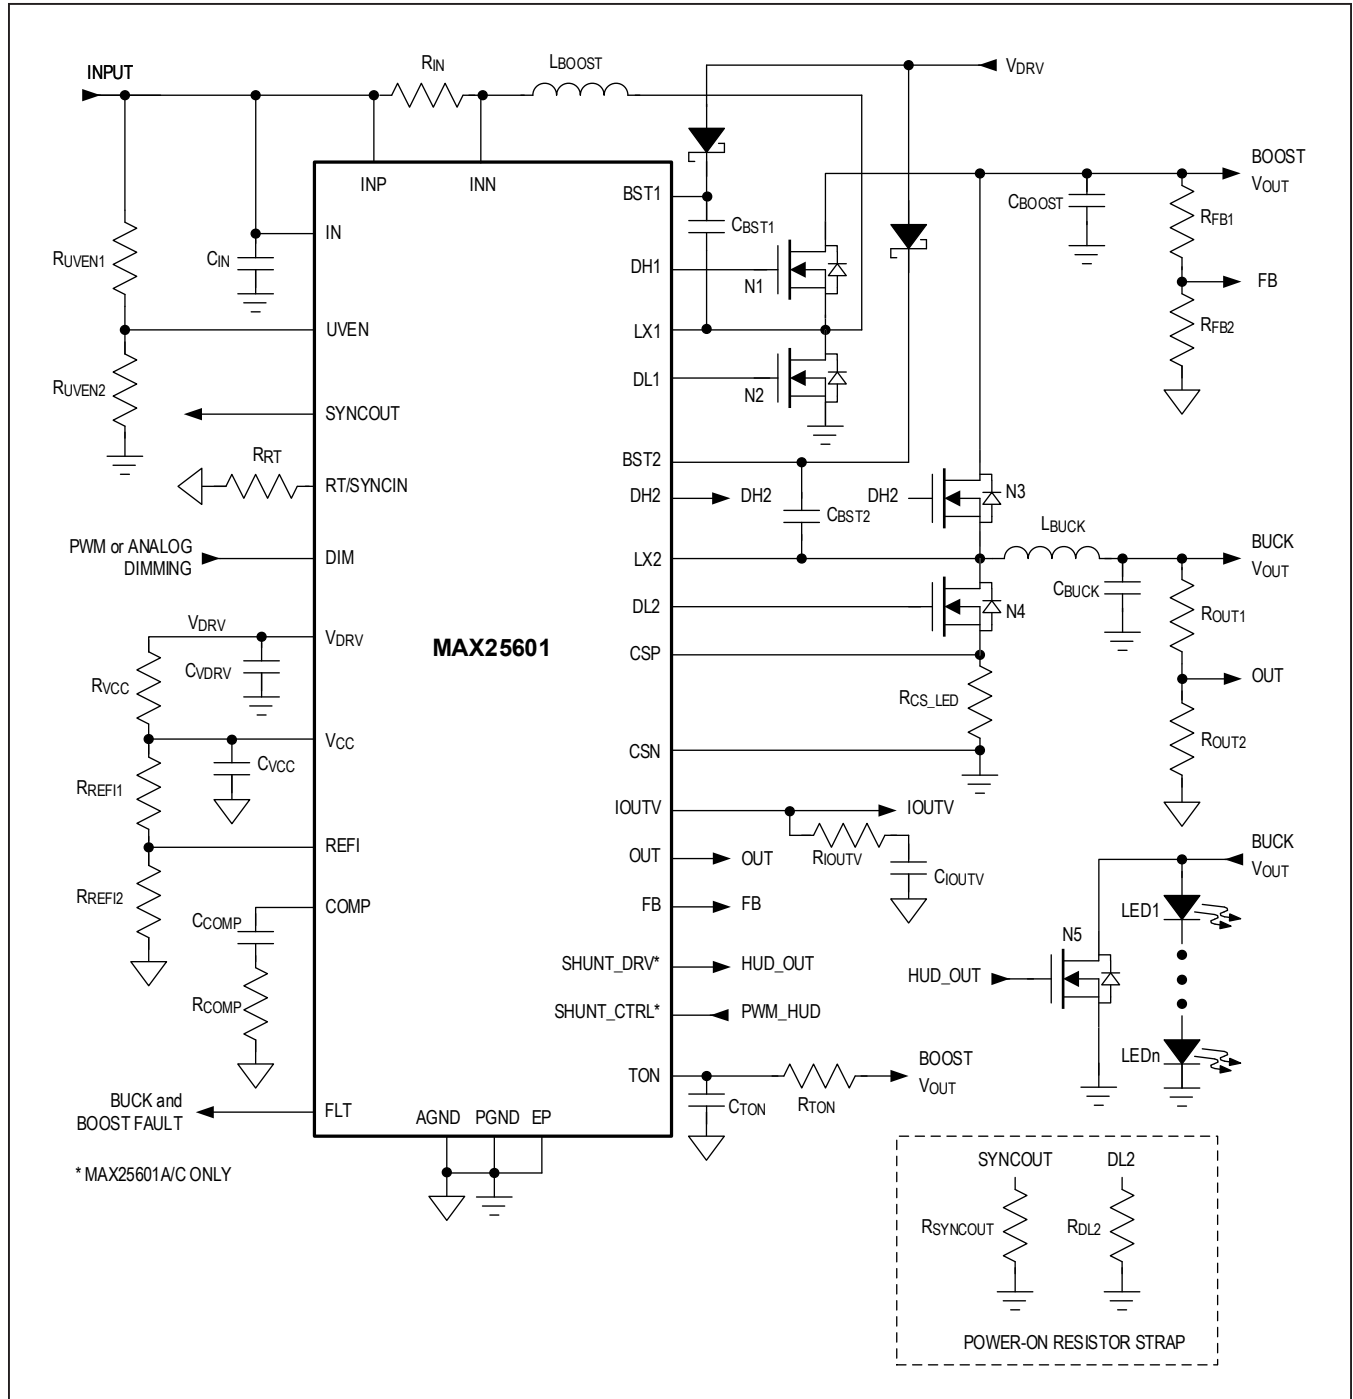 INPUT
RIN
LBOOST
VDRV
INP
INN
BST1
CBST1
BOOST
VOUT
CBOOST
RFB1
FB
RFB2
RUVEN1
IN
CIN
DH1
N1
UVEN
LX1
RUVEN2
DL1
N2
SYNCOUT
RRT
RT/SYNCIN
BST2
DH2
DH2
CBST2
DH2
N3
PWM or ANALOG
DIMMING
DIM
LX2
LBUCK
BUCK
VOUT
CBUCK
ROUT1
DL2
N4
VDRV
VDRV
CVDRV
MAX25601
CSP
RCS_LED
OUT
RVCC
VCC
CVCC
CSN
ROUT2
RREFI1
IOUTV
IOUTV
RIOUTV
CIOUTV
REFI
OUT
OUT
BUCK
VOUT
RREFI2
COMP
CCOMP
RCOMP
FB
FB
LED1
N5
SHUNT_DRV*
HUD_OUT
HUD_OUT
SHUNT_CTRL*
PWM_HUD
LEDn
TON
BOOST
VOUT
CTON
RTON
BUCK and
BOOST FAULT
FLT
AGND
PGND
EP
* MAX25601A/C ONLY
SYNCOUT
DL2
RSYNCOUT
RDL2
POWER-ON RESISTOR STRAP